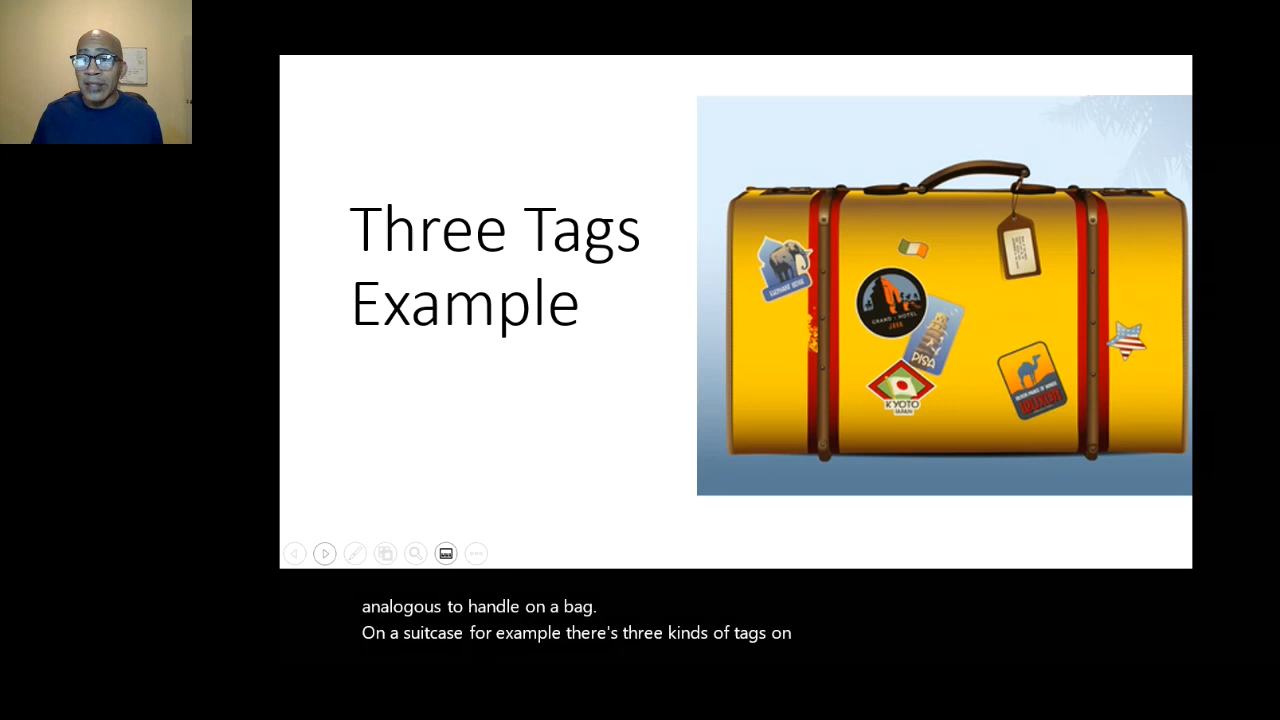 Three Tags
Example
GRAND - HOTEL
JAVA
PISA
KYOTO
JAPAN
analogous to handle on a bag.
On a suitcase for example there's three kinds of tags on